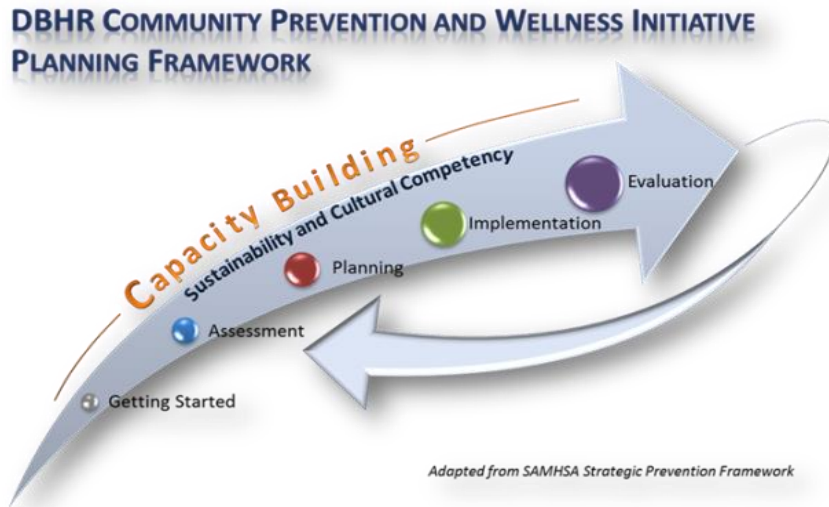 DBHR COMMUNITY PREVENTION AND WELLNESS INITIATIVE
PLANNING FRAMEWORK
Capacity Building
Sustainability and Cultural Competency
Evaluation
Implementation
Planning
Assessment
Getting Started
Adapted from SAMHSA Strategic Prevention Framework